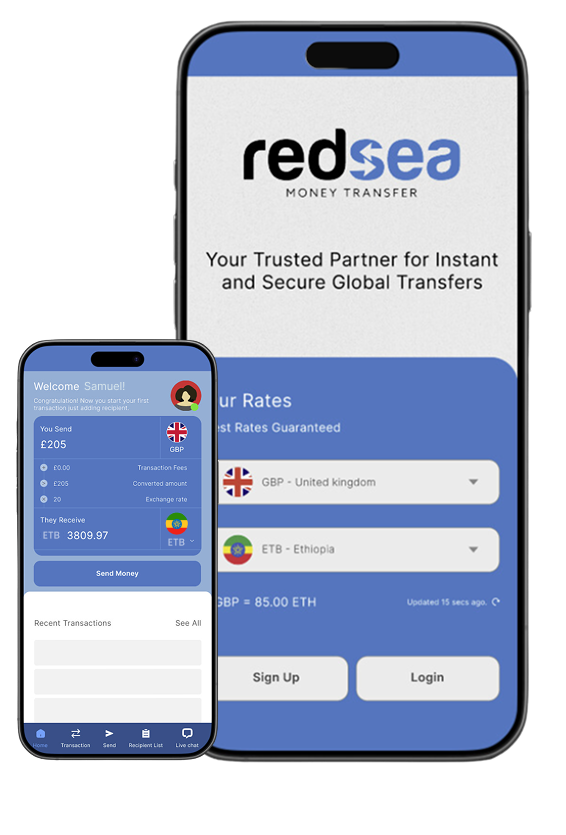 redsea
MONEY TRANSFER
Your Trusted Partner for Instant
and Secure Global Transfers
ur Rates
est Rates Guaranteed
GBP - United kingdom
ETB - Ethiopia
GBP = 85.00 ETH
Updated 15 secs ago.
Sign Up
Login
Welcome Samuel!
Congratulation! Now you start your first
transaction just adding recipient.
You Send
£205
GBP
£0.00 Transaction Fees
£205 Converted amount
20 Exchange rate
They Receive
ETB 3809.97
ETB
Send Money
Recent Transactions See All
Home
Transaction
Send
Recipient List
Live chat